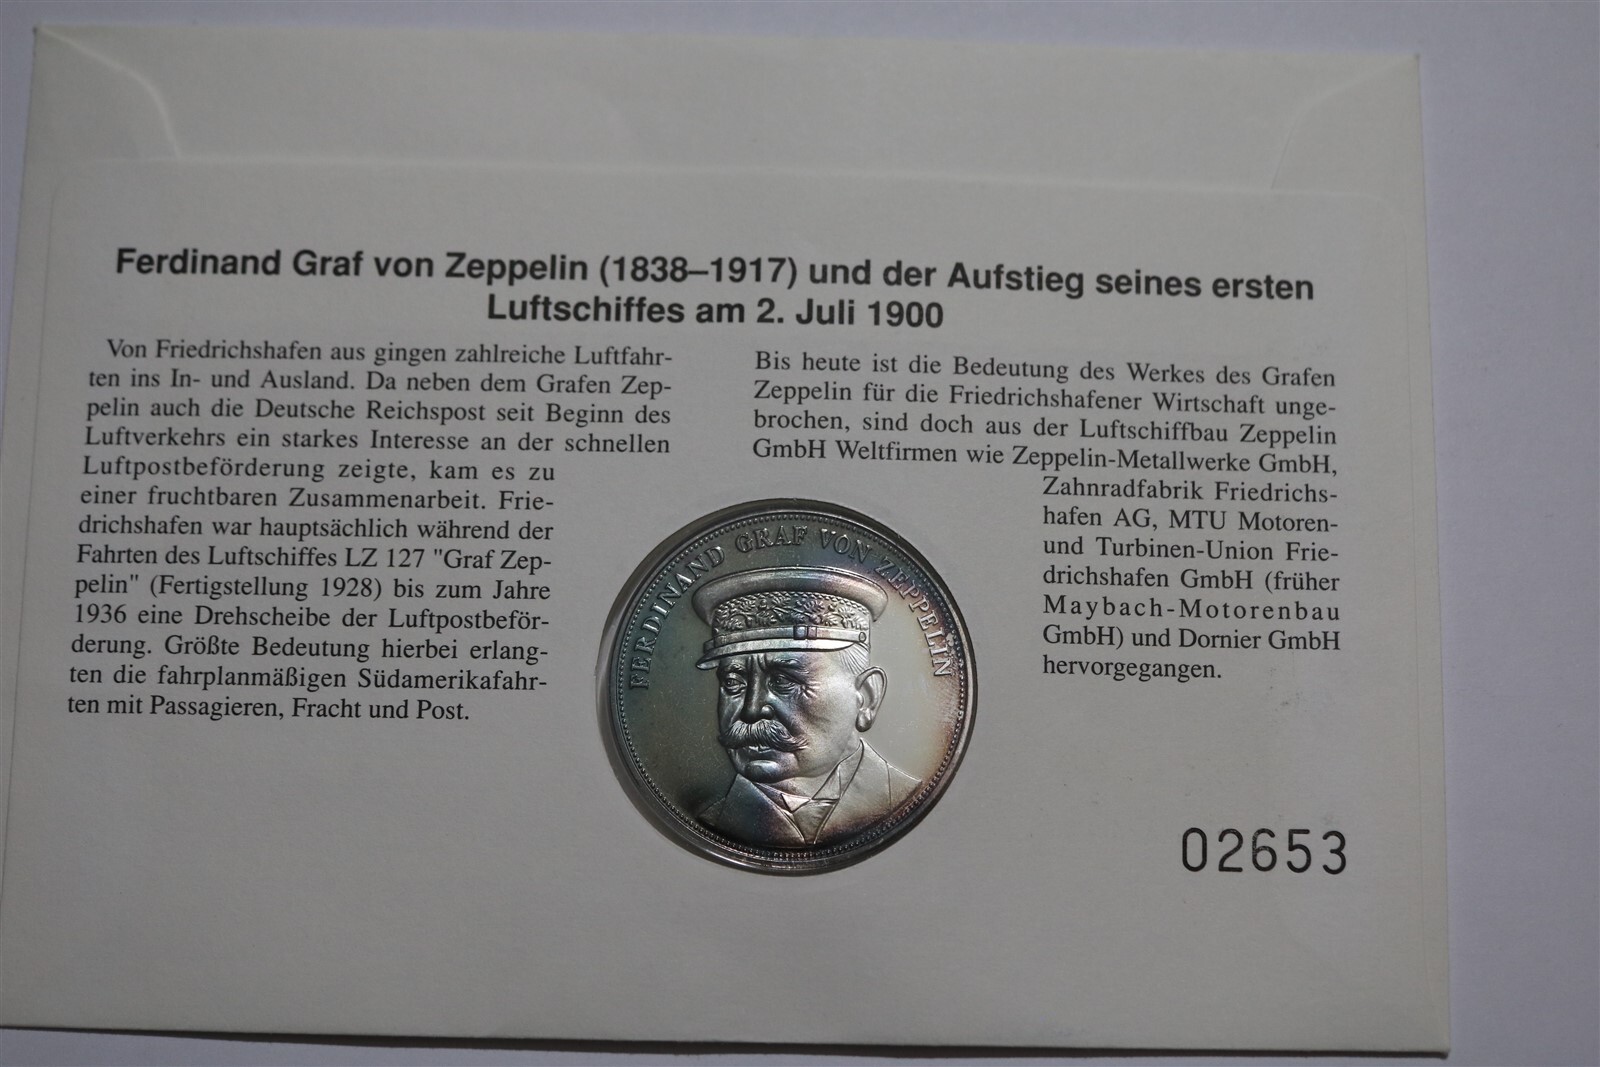 Ferdinand Graf von Zeppelin (1838–1917) und der Aufstieg seines ersten
Luftschiffes am 2. Juli 1900
Von Friedrichshafen aus gingen zahlreiche Luftfahr-
ten ins In- und Ausland. Da neben dem Grafen Zep-
pelin auch die Deutsche Reichspost seit Beginn des
Luftverkehrs ein starkes Interesse an der schnellen
Luftpostbeförderung zeigte, kam es zu
einer fruchtbaren Zusammenarbeit. Frie-
drichshafen war hauptsächlich während der
Fahrten des Luftschiffes LZ 127 "Graf Zep-
pelin" (Fertigstellung 1928) bis zum Jahre
1936 eine Drehscheibe der Luftpostbeför-
derung. Größte Bedeutung hierbei erlang-
ten die fahrplanmäßigen Südamerikafahr-
ten mit Passagieren, Fracht und Post.
Bis heute ist die Bedeutung des Werkes des Grafen
Zeppelin für die Friedrichshafener Wirtschaft unge-
brochen, sind doch aus der Luftschiffbau Zeppelin
GmbH Weltfirmen wie Zeppelin-Metallwerke GmbH,
Zahnradfabrik Friedrichs-
hafen AG, MTU Motoren-
und Turbinen-Union Frie-
drichshafen GmbH (früher
Maybach-Motorenbau
GmbH) und Dornier GmbH
hervorgegangen.
FERDINAND GRAF VON ZEPPELIN
02653